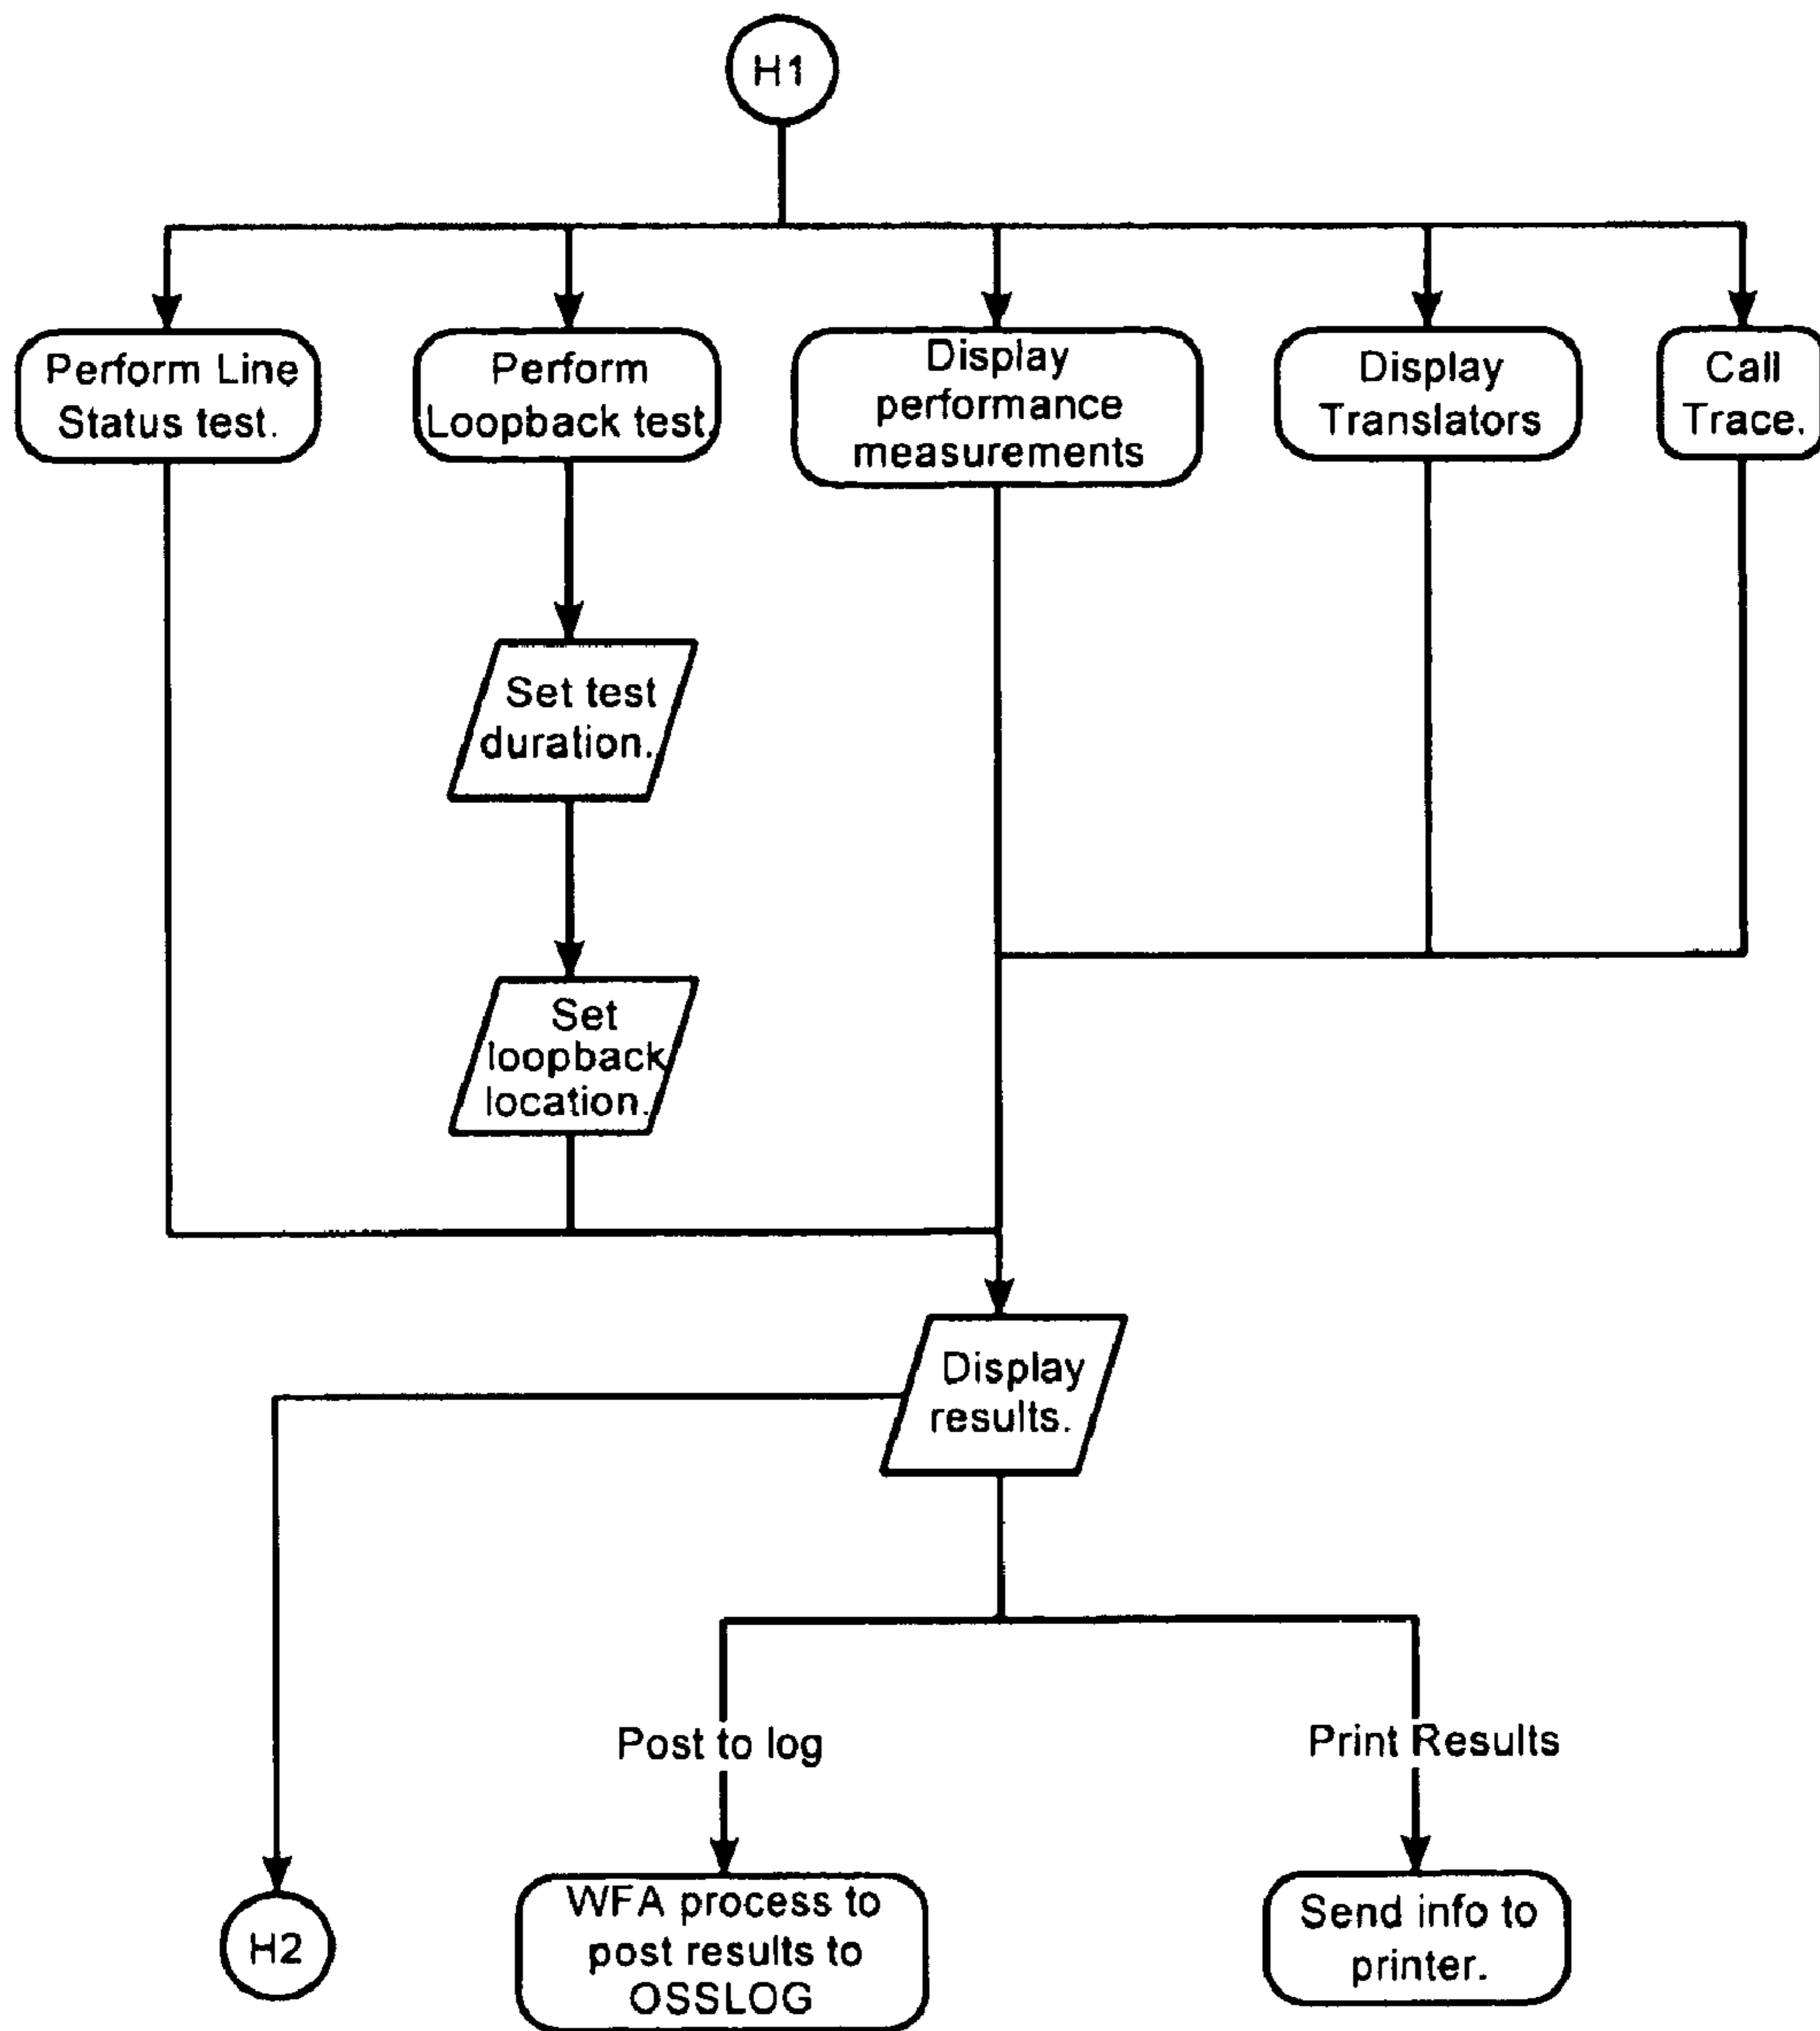 H1
Perform Line
Status test.
Perform
Loopback test.
Display
performance
measurements
Display
Translators
Call
Trace.
Set test
duration.
Set
loopback
location.
Display
results.
Post to log
Print Results
H2
WFA process to
post results to
OSSLOG
Send info to
printer.